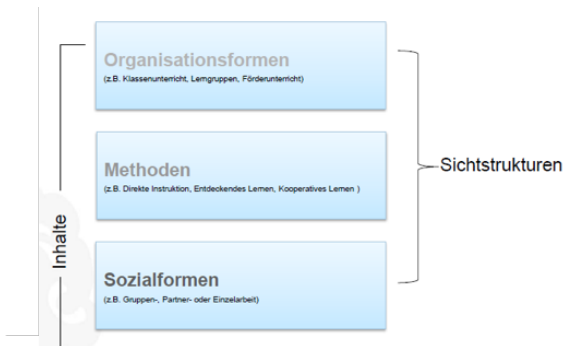 Organisationsformen
(z.B. Klassenunterricht, Lerngruppen, Förderunterricht)
Methoden
(z.B. Direkte Instruktion, Entdeckendes Lernen, Kooperatives Lernen )
Sozialformen
(z.B. Gruppen-, Partner- oder Einzelarbeit)
Sichtstrukturen
Inhalte